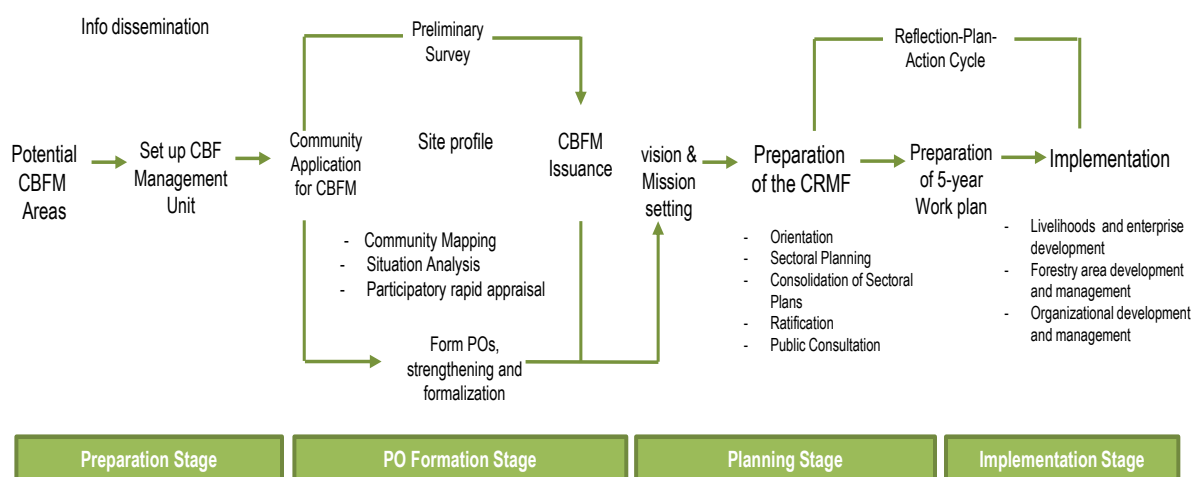 Info dissemination
Potential
CBFM
Areas
Set up CBF
Management
Unit
Preliminary
Survey
Community
Application
for CBFM
Site profile
CBFM
Issuance
- Community Mapping
- Situation Analysis
- Participatory rapid appraisal
Form POs,
strengthening and
formalization
vision &
Mission
setting
Reflection-Plan-
Action Cycle
Preparation
of the CRMF
- Orientation
- Sectoral Planning
- Consolidation of Sectoral
Plans
- Ratification
- Public Consultation
Preparation
of 5-year
Work plan
Implementation
- Livelihoods and enterprise
development
- Forestry area development
and management
- Organizational development
and management
Preparation Stage
PO Formation Stage
Planning Stage
Implementation Stage